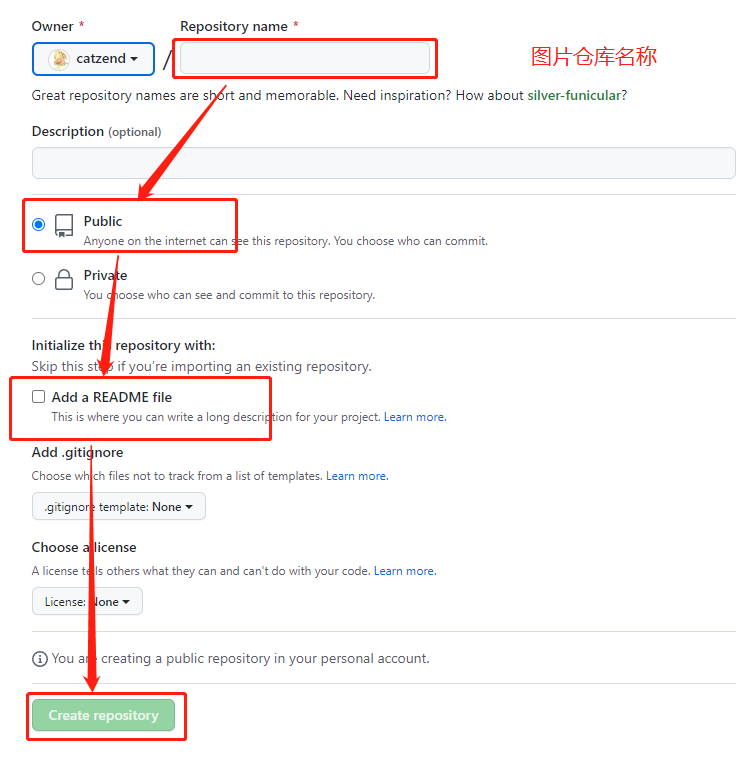 Owner * Repository name *
catzend / 图片仓库名称
Great repository names are short and memorable. Need inspiration? How about silver-funicular?
Description (optional)
Public
Anyone on the internet can see this repository. You choose who can commit.
Private
You choose who can see and commit to this repository.
Initialize this repository with:
Skip this step if you're importing an existing repository.
Add a README file
This is where you can write a long description for your project. Learn more.
Add .gitignore
Choose which files not to track from a list of templates. Learn more.
.gitignore template: None
Choose a license
A license tells others what they can and can't do with your code. Learn more.
License: None
You are creating a public repository in your personal account.
Create repository